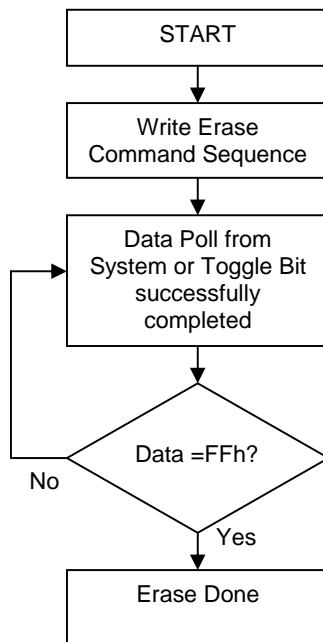 START
Write Erase
Command Sequence
Data Poll from
System or Toggle Bit
successfully
completed
Data =FFh?
No
Yes
Erase Done